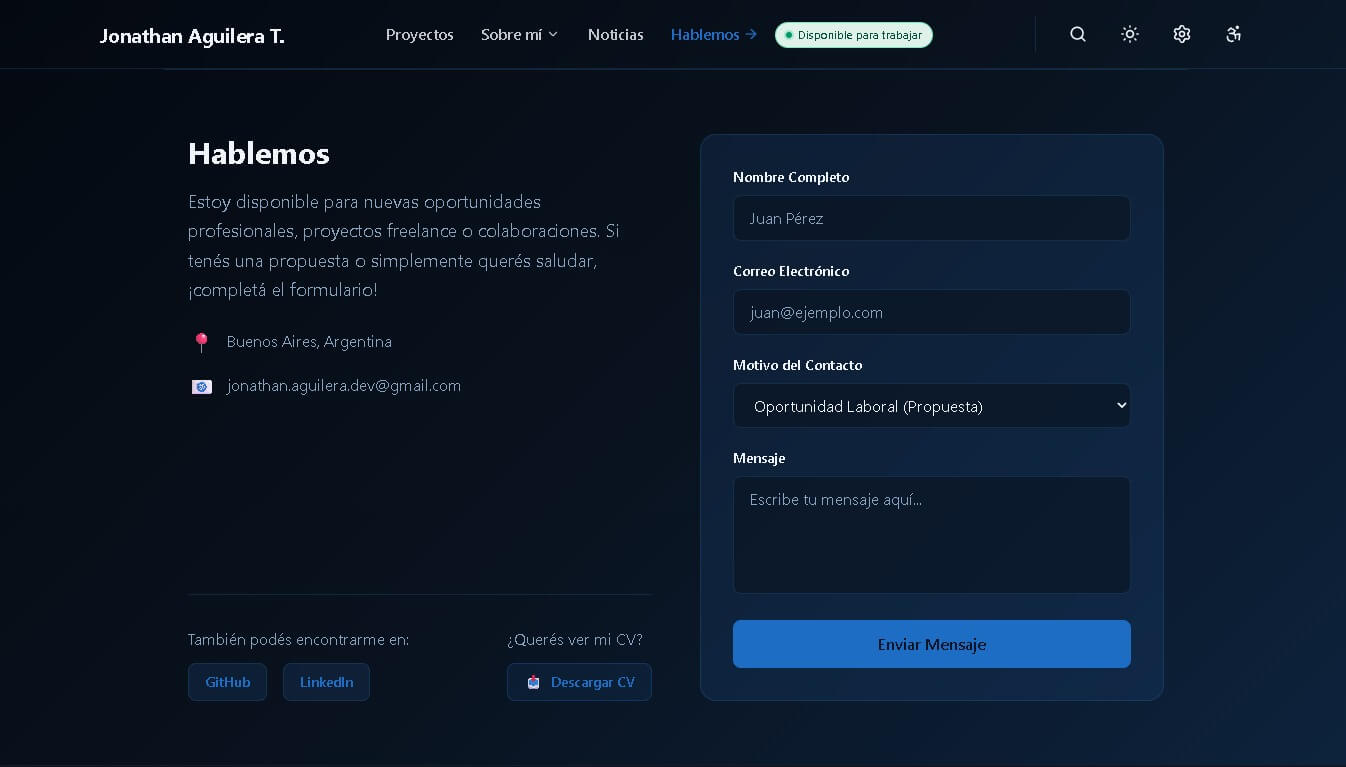 Jonathan Aguilera T.
Proyectos
Sobre mí
Noticias
Hablemos →
Disponible para trabajar
Hablemos
Estoy disponible para nuevas oportunidades
profesionales, proyectos freelance o colaboraciones. Si
tenés una propuesta o simplemente querés saludar,
¡completá el formulario!
Buenos Aires, Argentina
jonathan.aguilera.dev@gmail.com
También podés encontrarme en:
GitHub
LinkedIn
¿Querés ver mi CV?
Descargar CV
Nombre Completo
Juan Pérez
Correo Electrónico
juan@ejemplo.com
Motivo del Contacto
Oportunidad Laboral (Propuesta)
Mensaje
Escribe tu mensaje aquí...
Enviar Mensaje